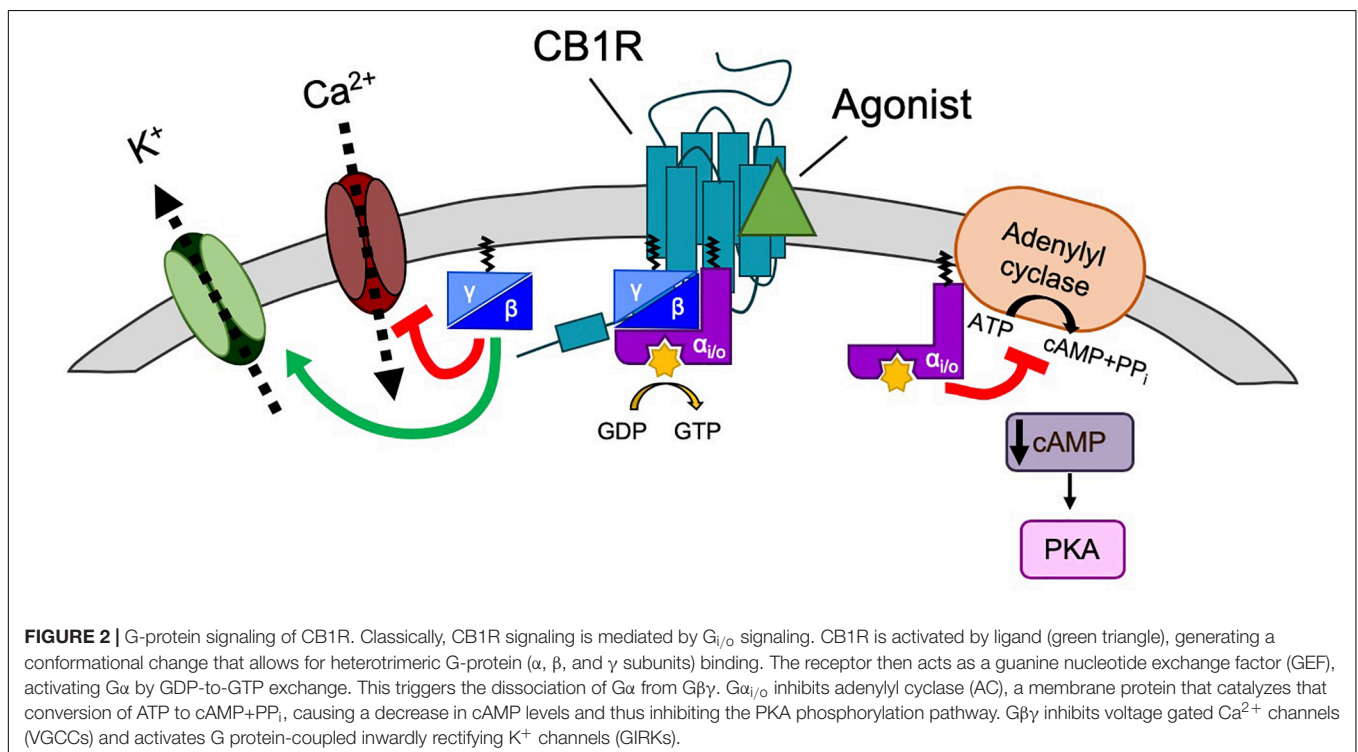 CB1R
Ca²⁺
Agonist
K⁺
Adenylyl
cyclase
γ
β
γ
β
α i/o
ATP
cAMP+PPᵢ
α i/o
GDP GTP
cAMP
PKA
FIGURE 2 | G-protein signaling of CB1R. Classically, CB1R signaling is mediated by G i/o signaling. CB1R is activated by ligand (green triangle), generating a
conformational change that allows for heterotrimeric G-protein (α, β, and γ subunits) binding. The receptor then acts as a guanine nucleotide exchange factor (GEF),
activating Gα by GDP-to-GTP exchange. This triggers the dissociation of Gα from Gβγ. Gα i/o inhibits adenylyl cyclase (AC), a membrane protein that catalyzes that
conversion of ATP to cAMP+PPᵢ, causing a decrease in cAMP levels and thus inhibiting the PKA phosphorylation pathway. Gβγ inhibits voltage gated Ca²⁺ channels
(VGCCs) and activates G protein-coupled inwardly rectifying K⁺ channels (GIRKs).